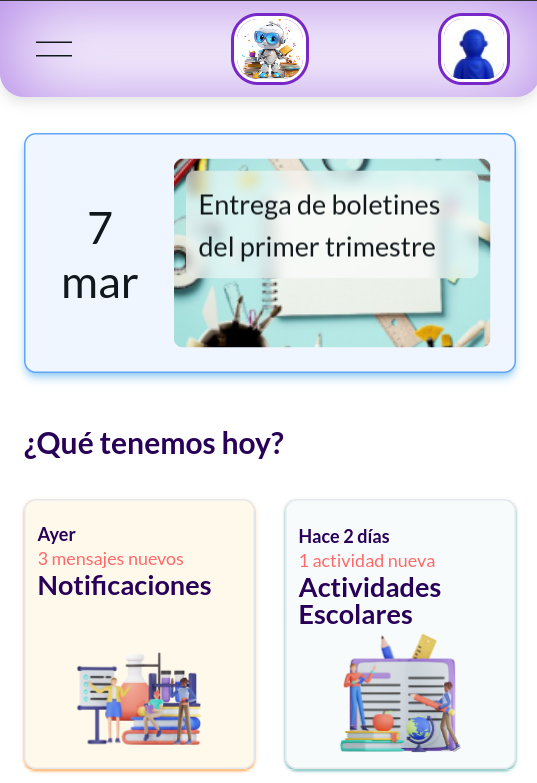 7
mar
Entrega de boletines
del primer trimestre
¿Qué tenemos hoy?
Ayer
3 mensajes nuevos
Notificaciones
Hace 2 días
1 actividad nueva
Actividades
Escolares